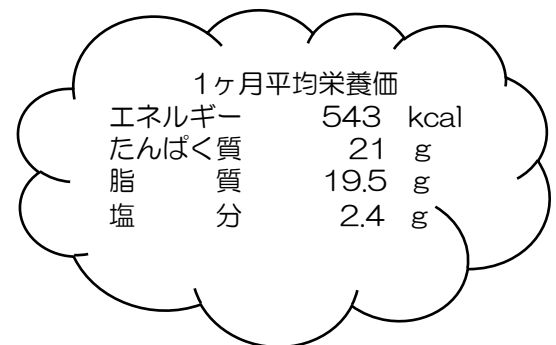 1ヶ月平均栄養価
エネルギー 543 kcal
たんぱく質 21 g
脂 質 19.5 g
塩 分 2.4 g